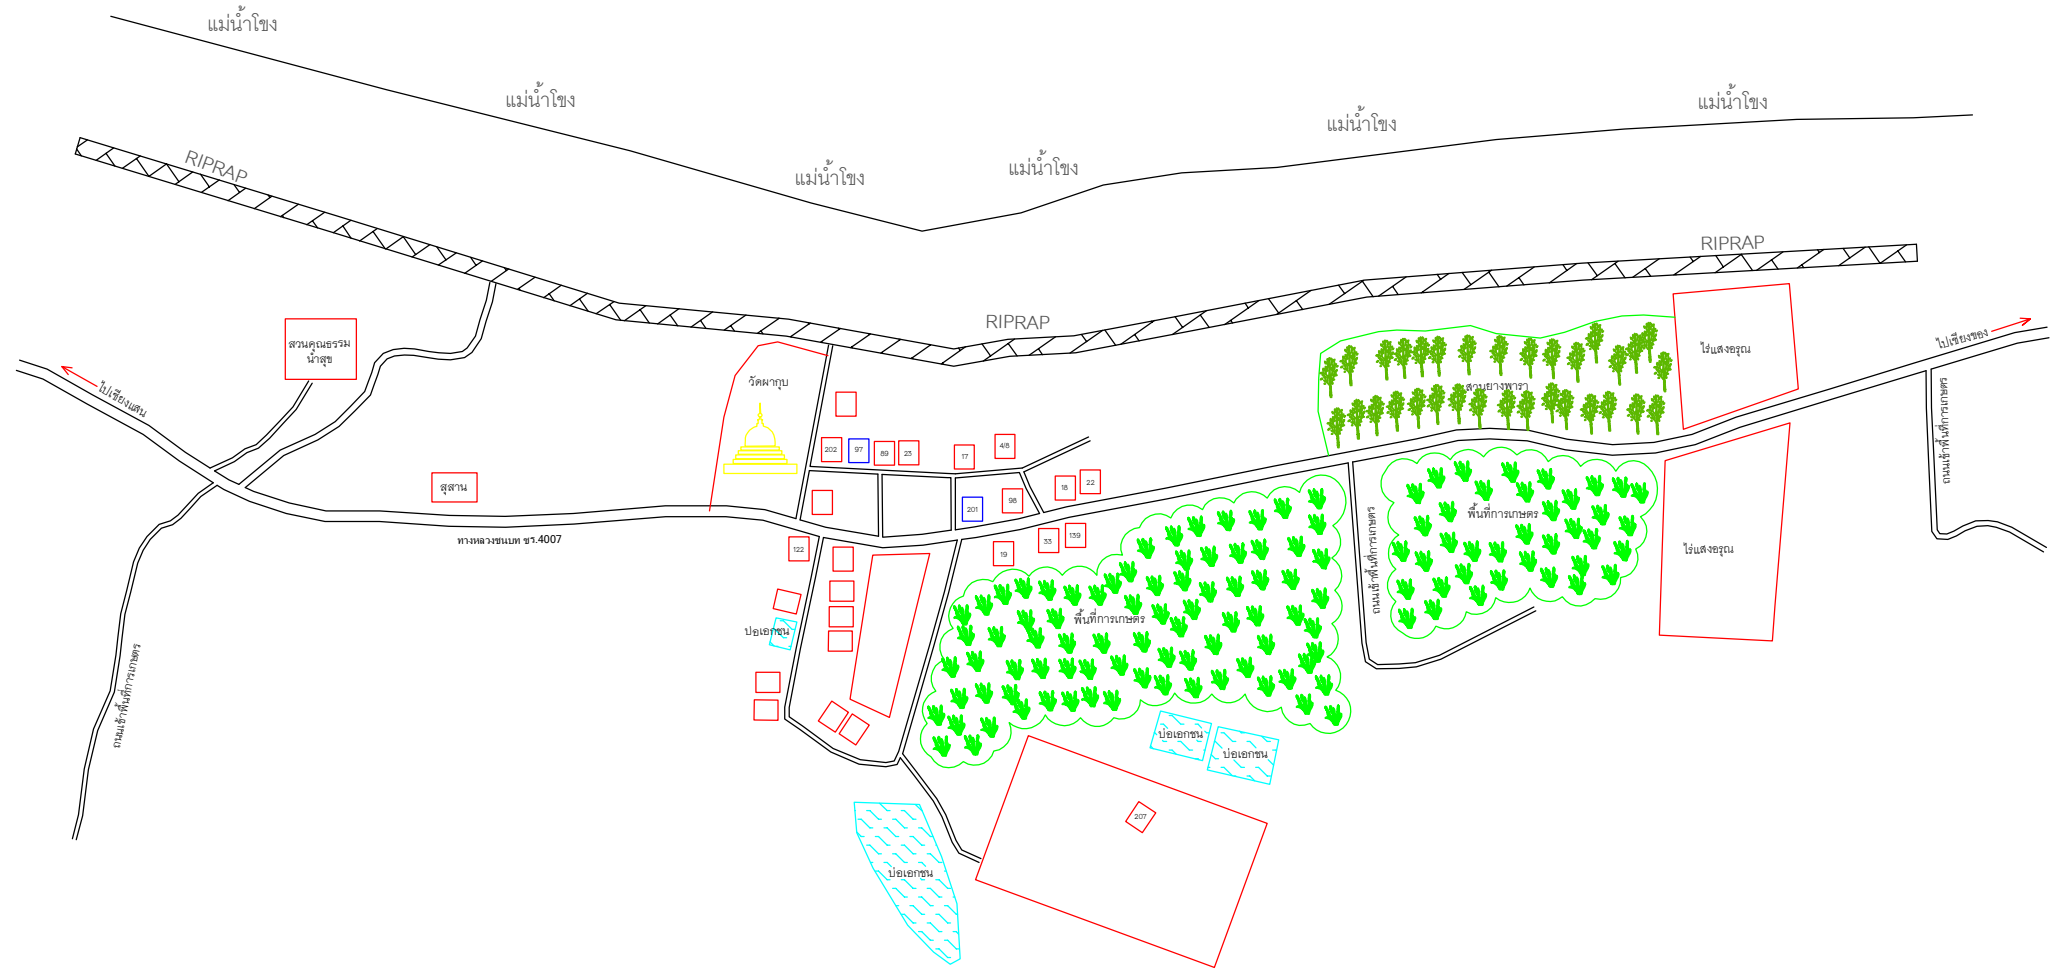 แม่น้ำโขง
แม่น้ำโขง
แม่น้ำโขง
แม่น้ำโขง
แม่น้ำโขง
แม่น้ำโขง
RIPRAP
RIPRAP
RIPRAP
สวนคุณธรรม
นำสุข
ไปเชียงแสน
ไปเชียงของ
วัดผากุบ
สวนยางพารา
ไร่แสงอรุณ
ถนนเข้าพื้นที่การเกษตร
202
97
89
23
17
4/8
สุสาน
201
98
18
22
พื้นที่การเกษตร
ทางหลวงชนบท ชร.4007
122
19
33
139
ถนนเข้าพื้นที่การเกษตร
ไร่แสงอรุณ
บ่อเอกชน
พื้นที่การเกษตร
ถนนเข้าพื้นที่การเกษตร
บ่อเอกชน
บ่อเอกชน
207
บ่อเอกชน